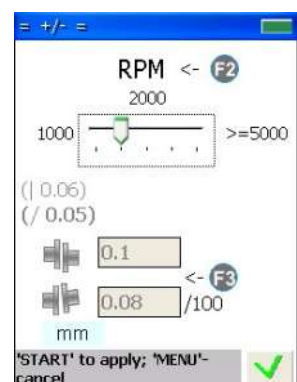 = +/- =
RPM <- F2
2000
1000 >=5000
(| 0.06)
(/ 0.05)
0.1
<- F3
0.08 /100
mm
'START' to apply; 'MENU'-
cancel